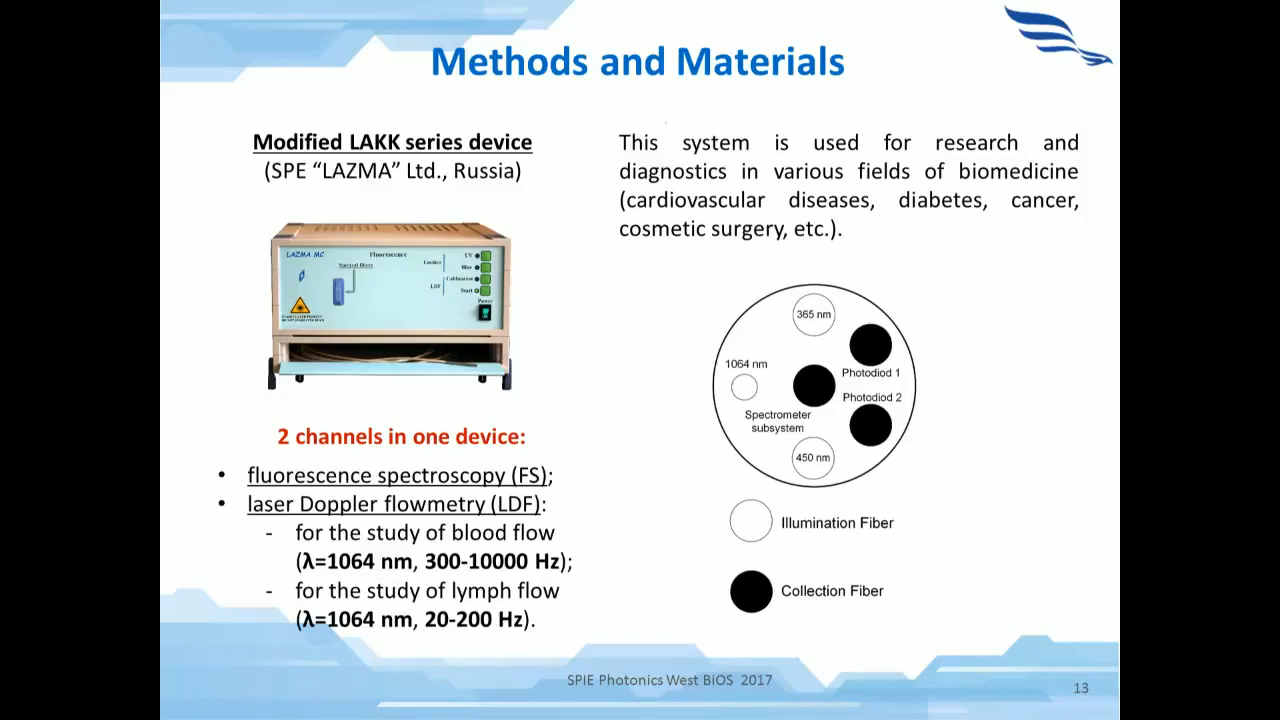 Methods and Materials
Modified LAKK series device
(SPE “LAZMA” Ltd., Russia)
LAZMA MC
Fluorescence
Spectral fibres
Emitter
UV
Blue
Calibration
LDF
Start
Power
2 channels in one device:
• fluorescence spectroscopy (FS);
• laser Doppler flowmetry (LDF):
- for the study of blood flow
(λ=1064 nm, 300-10000 Hz);
- for the study of lymph flow
(λ=1064 nm, 20-200 Hz).
This system is used for research and
diagnostics in various fields of biomedicine
(cardiovascular diseases, diabetes, cancer,
cosmetic surgery, etc.).
365 nm
1064 nm
Photodiod 1
Photodiod 2
Spectrometer
subsystem
450 nm
Illumination Fiber
Collection Fiber
SPIE Photonics West BiOS 2017
13